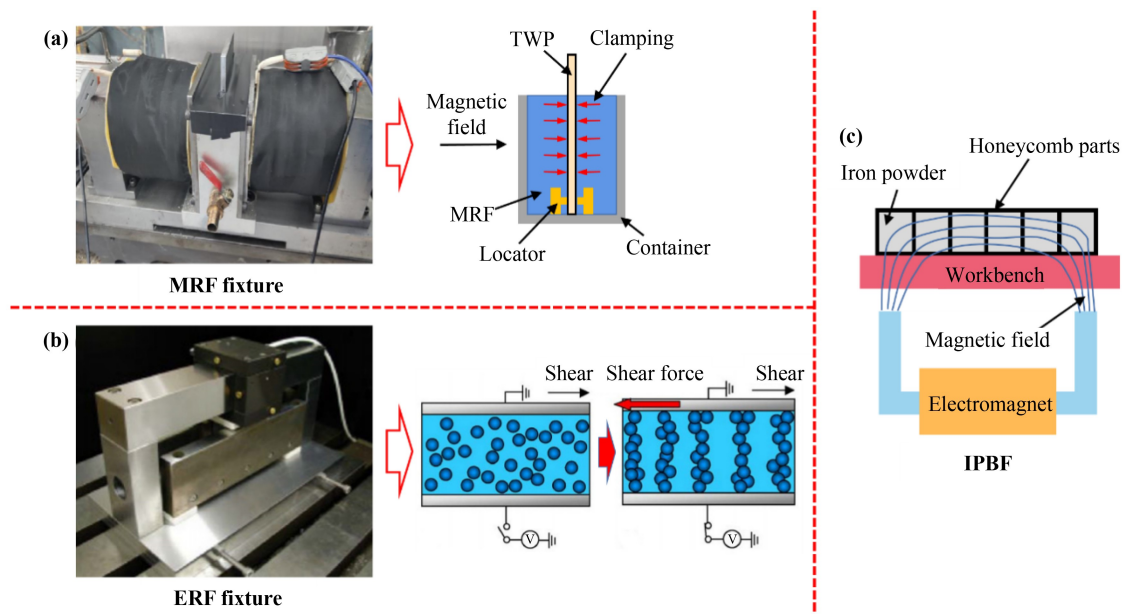 (a)
TWP
Clamping
Magnetic
field
MRF
Locator
Container
MRF fixture
(b)
Shear
Shear force
Shear
V
V
ERF fixture
(c)
Honeycomb parts
Iron powder
Workbench
Magnetic field
Electromagnet
IPBF